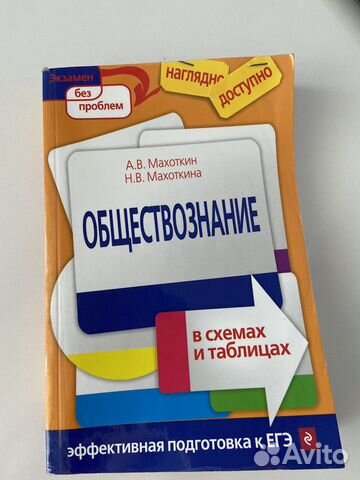 Экзамен
без
проблем
наглядно
доступно
А.В. Махоткин
Н.В. Махоткина
ОБЩЕСТВОЗНАНИЕ
в схемах
и таблицах
эффективная подготовка к ЕГЭ
Avito